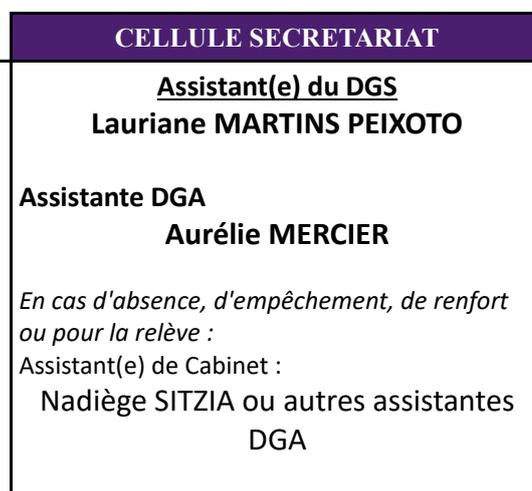 CELLULE SECRETARIAT
Assistant(e) du DGS
Lauriane MARTINS PEIXOTO
Assistante DGA
Aurélie MERCIER
En cas d'absence, d'empêchement, de renfort
ou pour la relève :
Assistant(e) de Cabinet :
Nadiège SITZIA ou autres assistantes
DGA